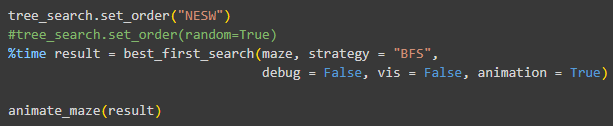 tree_search.set_order("NESW")
#tree_search.set_order(random=True)
%time result = best_first_search(maze, strategy = "BFS",
debug = False, vis = False, animation = True)
animate_maze(result)